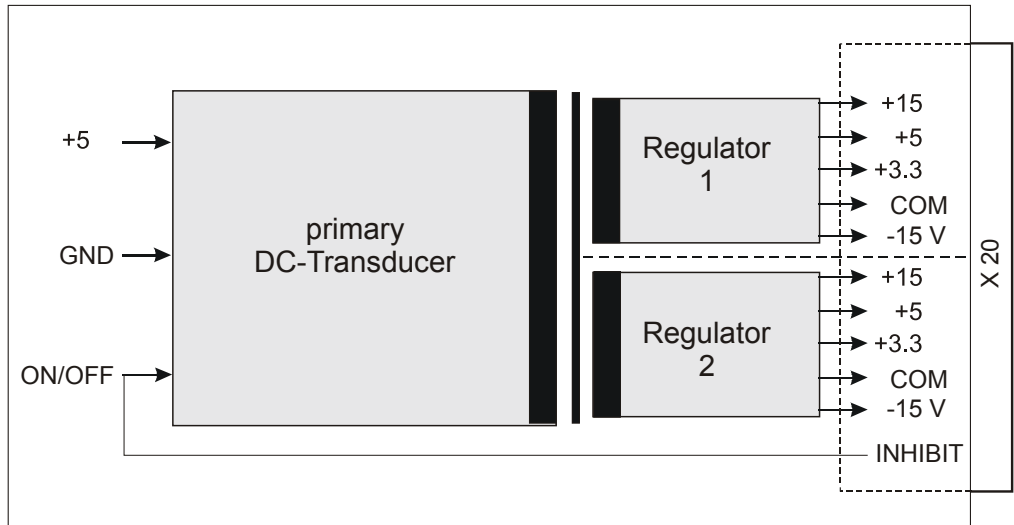 +5
GND
ON/OFF
primary
DC-Transducer
Regulator
1
+15
+5
+3.3
COM
-15 V
Regulator
2
+15
+5
+3.3
COM
-15 V
INHIBIT
X 20